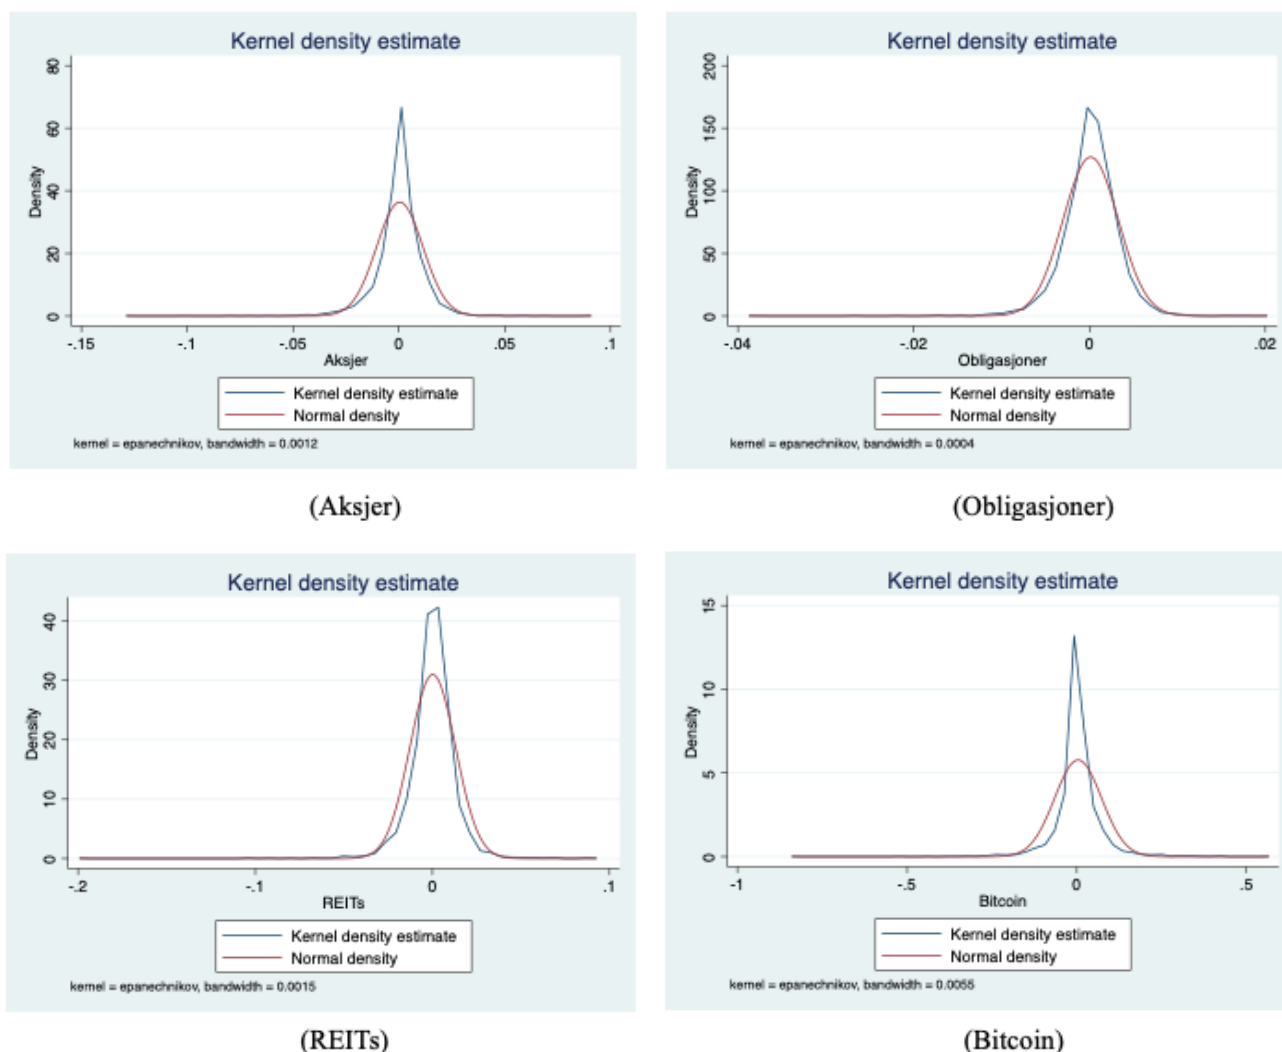 Kernel density estimate
80
60
40
20
0
Density
-.15 -.1 -.05 0 .05 .1
Aksjer
Kernel density estimate
Normal density
kernel = epanechnikov, bandwidth = 0.0012
(Aksjer)
Kernel density estimate
200
150
100
50
0
Density
-.04 -.02 0 .02
Obligasjoner
Kernel density estimate
Normal density
kernel = epanechnikov, bandwidth = 0.0004
(Obligasjoner)
Kernel density estimate
40
30
20
10
0
Density
-.2 -.1 0 .1
REITs
Kernel density estimate
Normal density
kernel = epanechnikov, bandwidth = 0.0015
(REITs)
Kernel density estimate
15
10
5
0
Density
-1 -.5 0 .5
Bitcoin
Kernel density estimate
Normal density
kernel = epanechnikov, bandwidth = 0.0055
(Bitcoin)